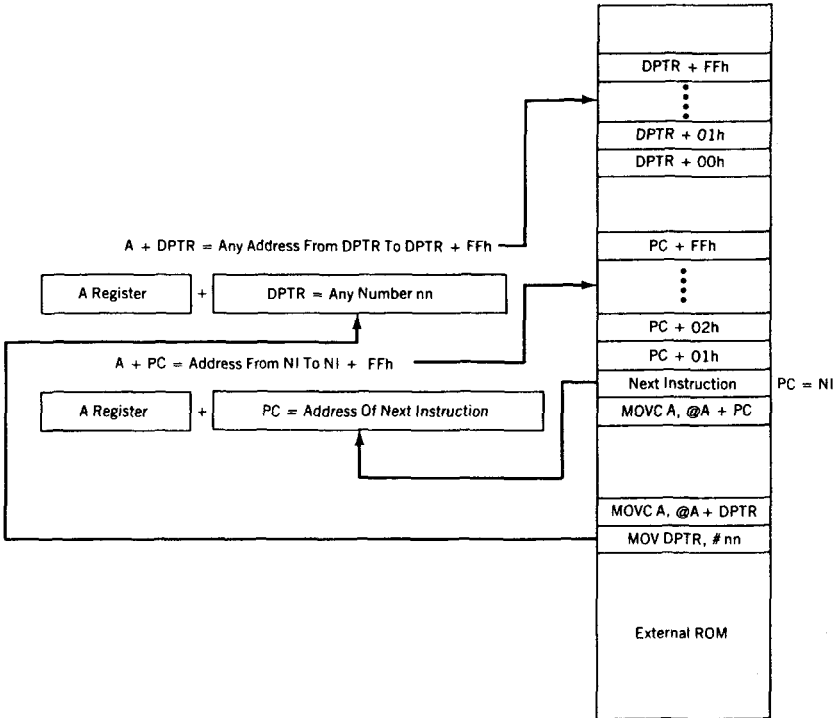 DPTR + FFh
DPTR + 01h
DPTR + 00h
A + DPTR = Any Address From DPTR To DPTR + FFh
PC + FFh
A Register
+
DPTR = Any Number nn
PC + 02h
A + PC = Address From NI To NI + FFh
PC + 01h
Next Instruction
PC = NI
A Register
+
PC = Address Of Next Instruction
MOVC A, @A + PC
MOVC A, @A + DPTR
MOV DPTR, # nn
External ROM